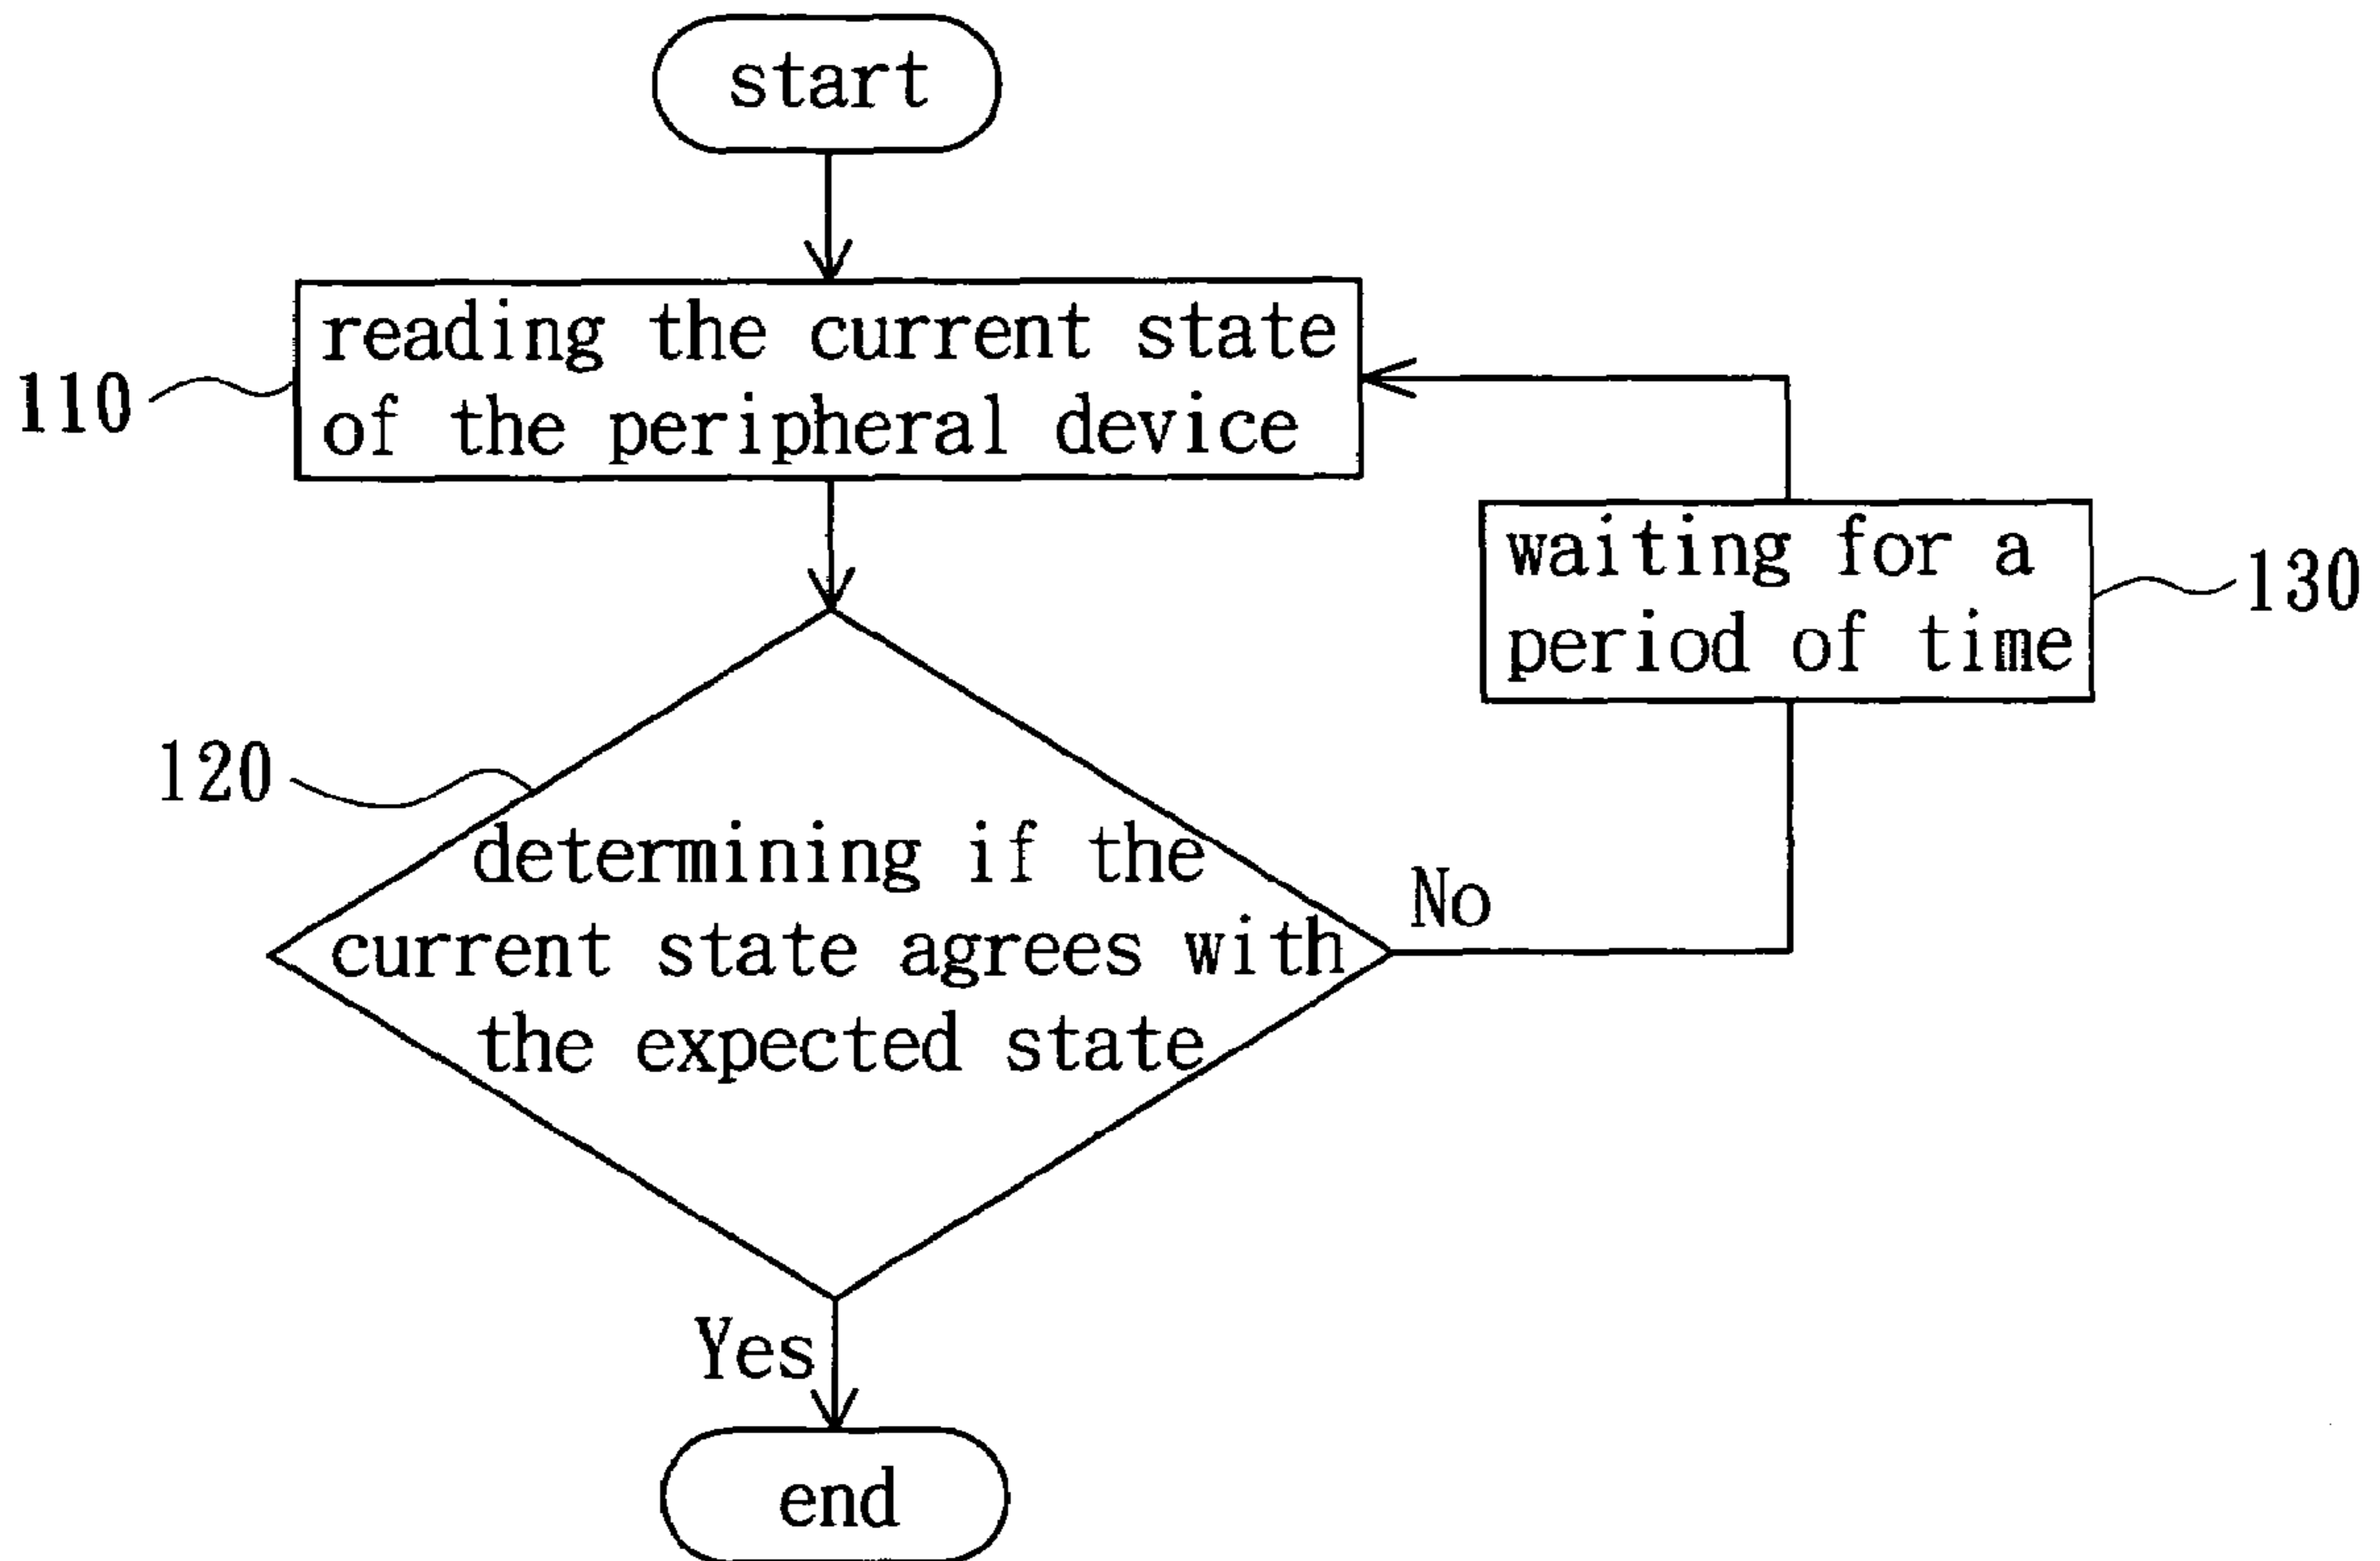 start
reading the current state
of the peripheral device
110
waiting for a
period of time
130
120
determining if the
current state agrees with
the expected state
No
Yes
end